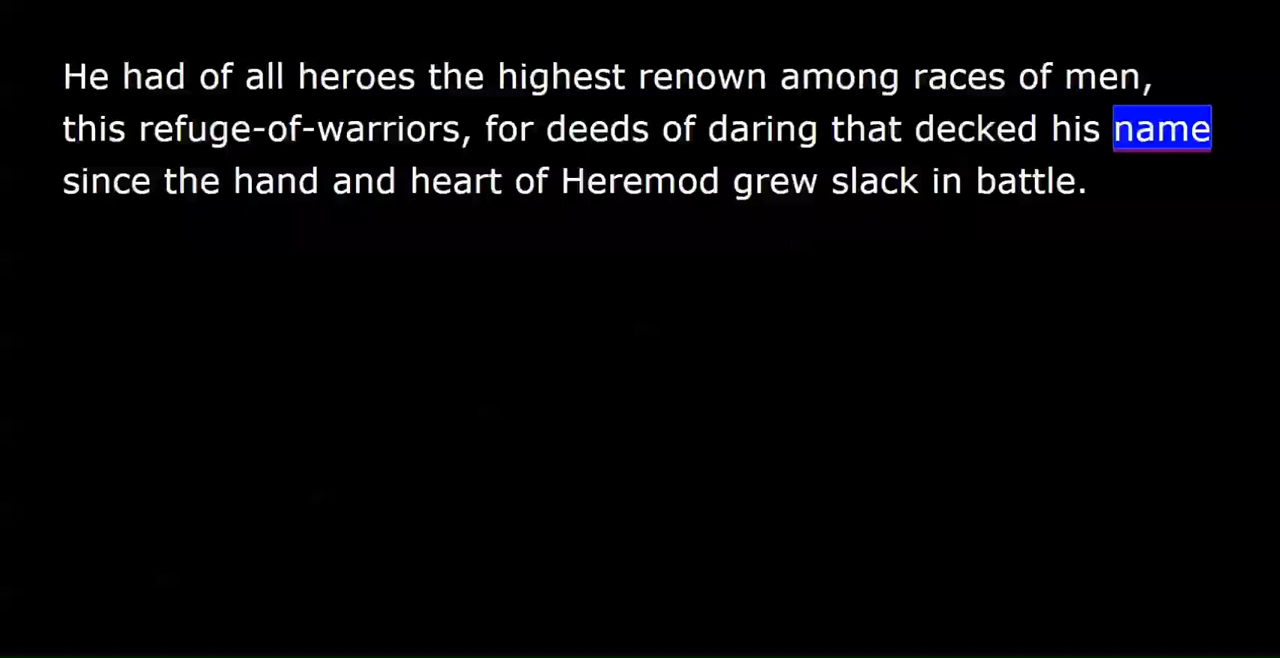 He had of all heroes the highest renown among races of men,
this refuge-of-warriors, for deeds of daring that decked his name
since the hand and heart of Heremod grew slack in battle.